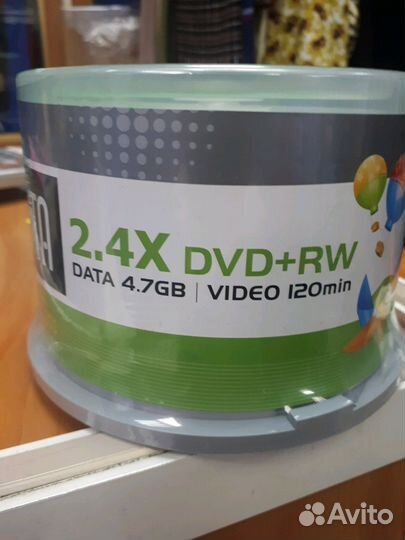 2.4X DVD+RW
DATA 4.7GB | VIDEO 120min
Avito